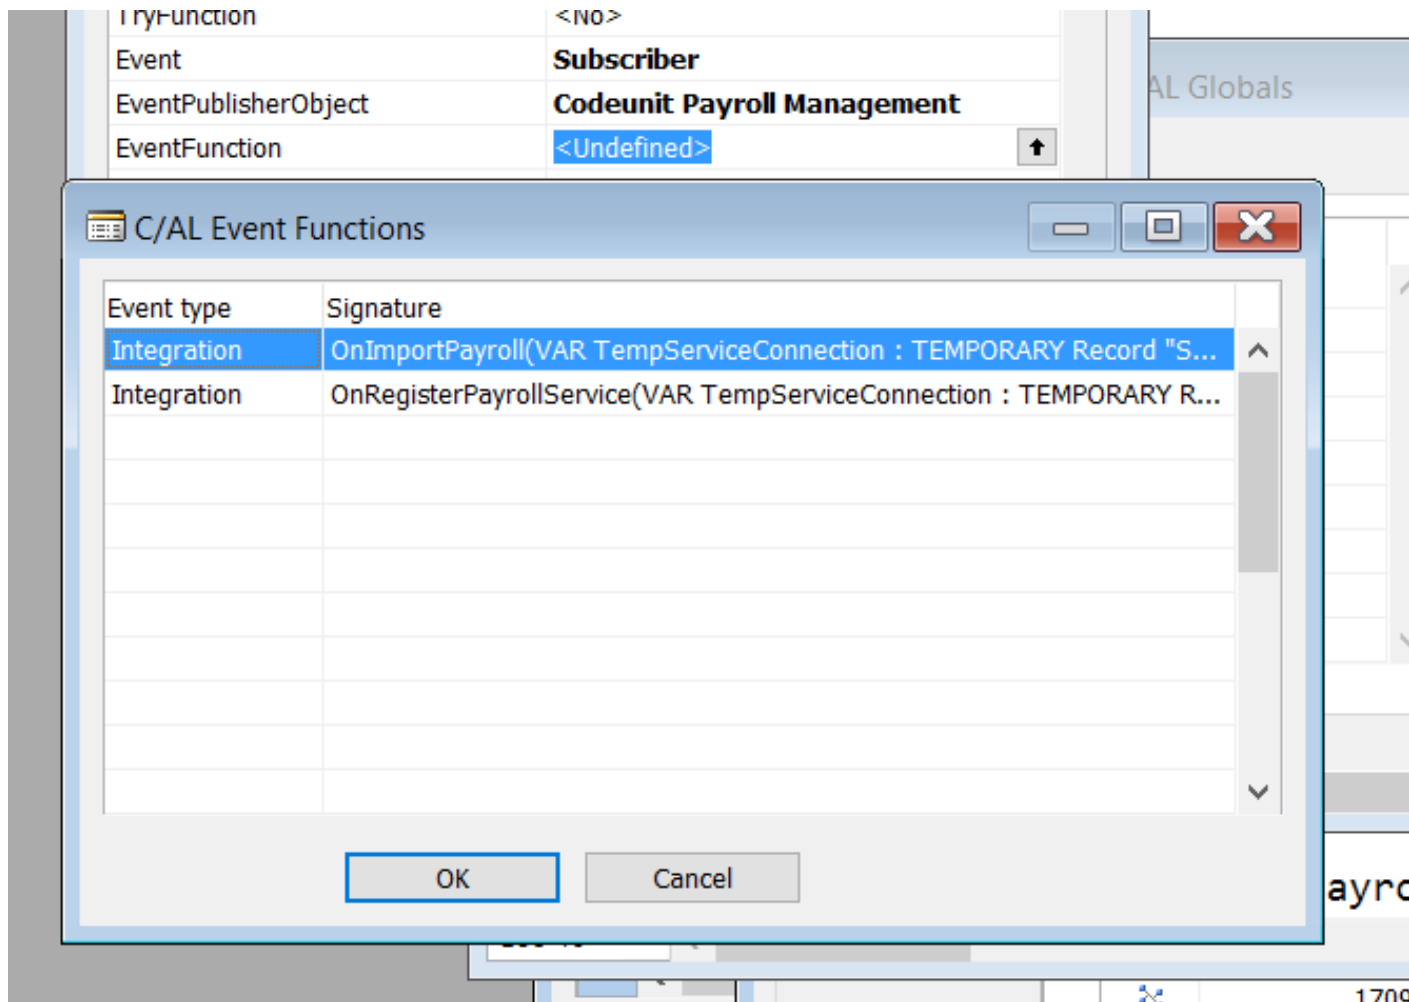 TryFunction <No>
Event Subscriber
EventPublisherObject Codeunit Payroll Management
AL Globals
EventFunction <Undefined>
C/AL Event Functions
Event type Signature
Integration OnImportPayroll(VAR TempServiceConnection : TEMPORARY Record "S...
Integration OnRegisterPayrollService(VAR TempServiceConnection : TEMPORARY R...
OK Cancel
ayro
1709